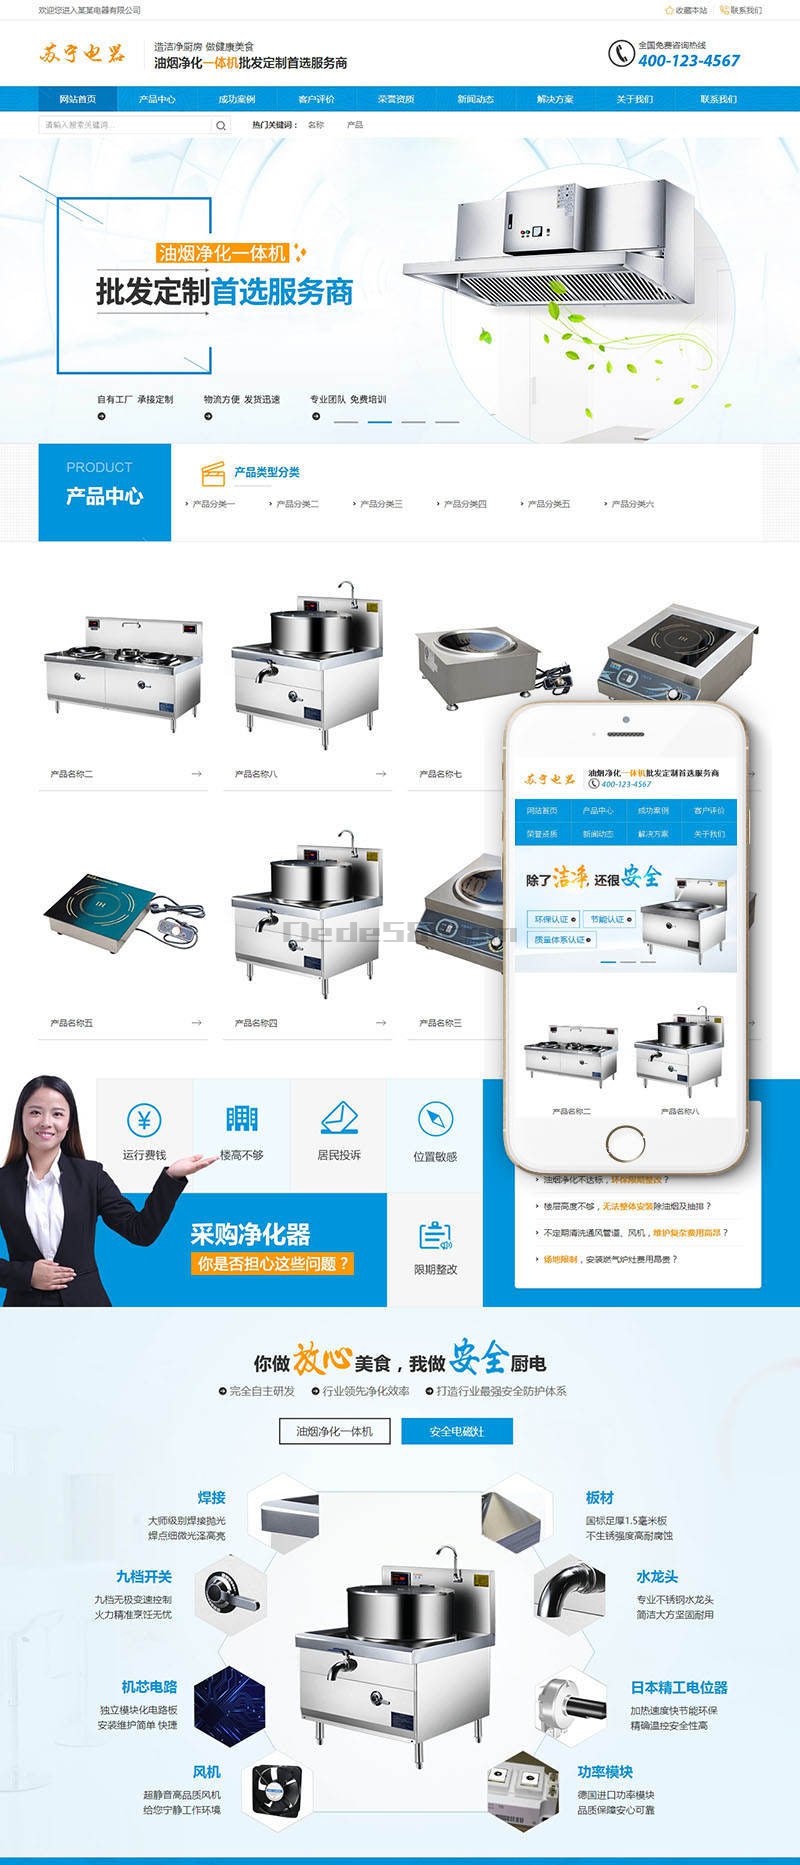 欢迎您进入某某电器有限公司
收藏本站
联系我们
苏宁电器
造洁净厨房 做健康美食
油烟净化一体机批发定制首选服务商
全国免费咨询热线
400-123-4567
网站首页 产品中心 成功案例 客户评价 荣誉资质 新闻动态 解决方案 关于我们 联系我们
请输入搜索关键词...
热门关键词： 名称 产品
油烟净化一体机
批发定制首选服务商
自有工厂 承接定制 物流方便 发货迅速 专业团队 免费培训
PRODUCT
产品中心
产品类型分类
产品分类一 产品分类二 产品分类三 产品分类四 产品分类五 产品分类六
产品名称二 产品名称八 产品名称七
产品名称五 产品名称四 产品名称三
Dede58.com
苏宁电器
油烟净化一体机批发定制首选服务商
400-123-4567
网站首页 产品中心 成功案例 客户评价
荣誉资质 新闻动态 解决方案 关于我们
除了洁净,还很安全
环保认证 节能认证
质量体系认证
产品名称二 产品名称八
运行费钱 楼高不够 居民投诉 位置敏感
采购净化器
你是否担心这些问题？
限期整改
油烟净化不达标，环保限期整改？
楼层高度不够，无法整体安装除油烟及抽排？
不定期清洗通风管道、风机，维护复杂费用高昂？
场地限制，安装燃气炉灶费用昂贵？
你做放心美食，我做安全厨电
完全自主研发 行业领先净化效率 打造行业最强安全防护体系
油烟净化一体机 安全电磁灶
焊接
大师级别焊接抛光
焊点细微光泽高亮
板材
国标足厚1.5毫米板
不生锈强度高耐腐蚀
九档开关
九档无极变速控制
火力精准烹饪无忧
水龙头
专业不锈钢水龙头
简洁大方坚固耐用
机芯电路
独立模块化电路板
安装维护简单 快捷
日本精工电位器
加热速度快节能环保
精确温控安全性高
风机
超静音高品质风机
给您宁静工作环境
功率模块
德国进口功率模块
品质保障安心可靠